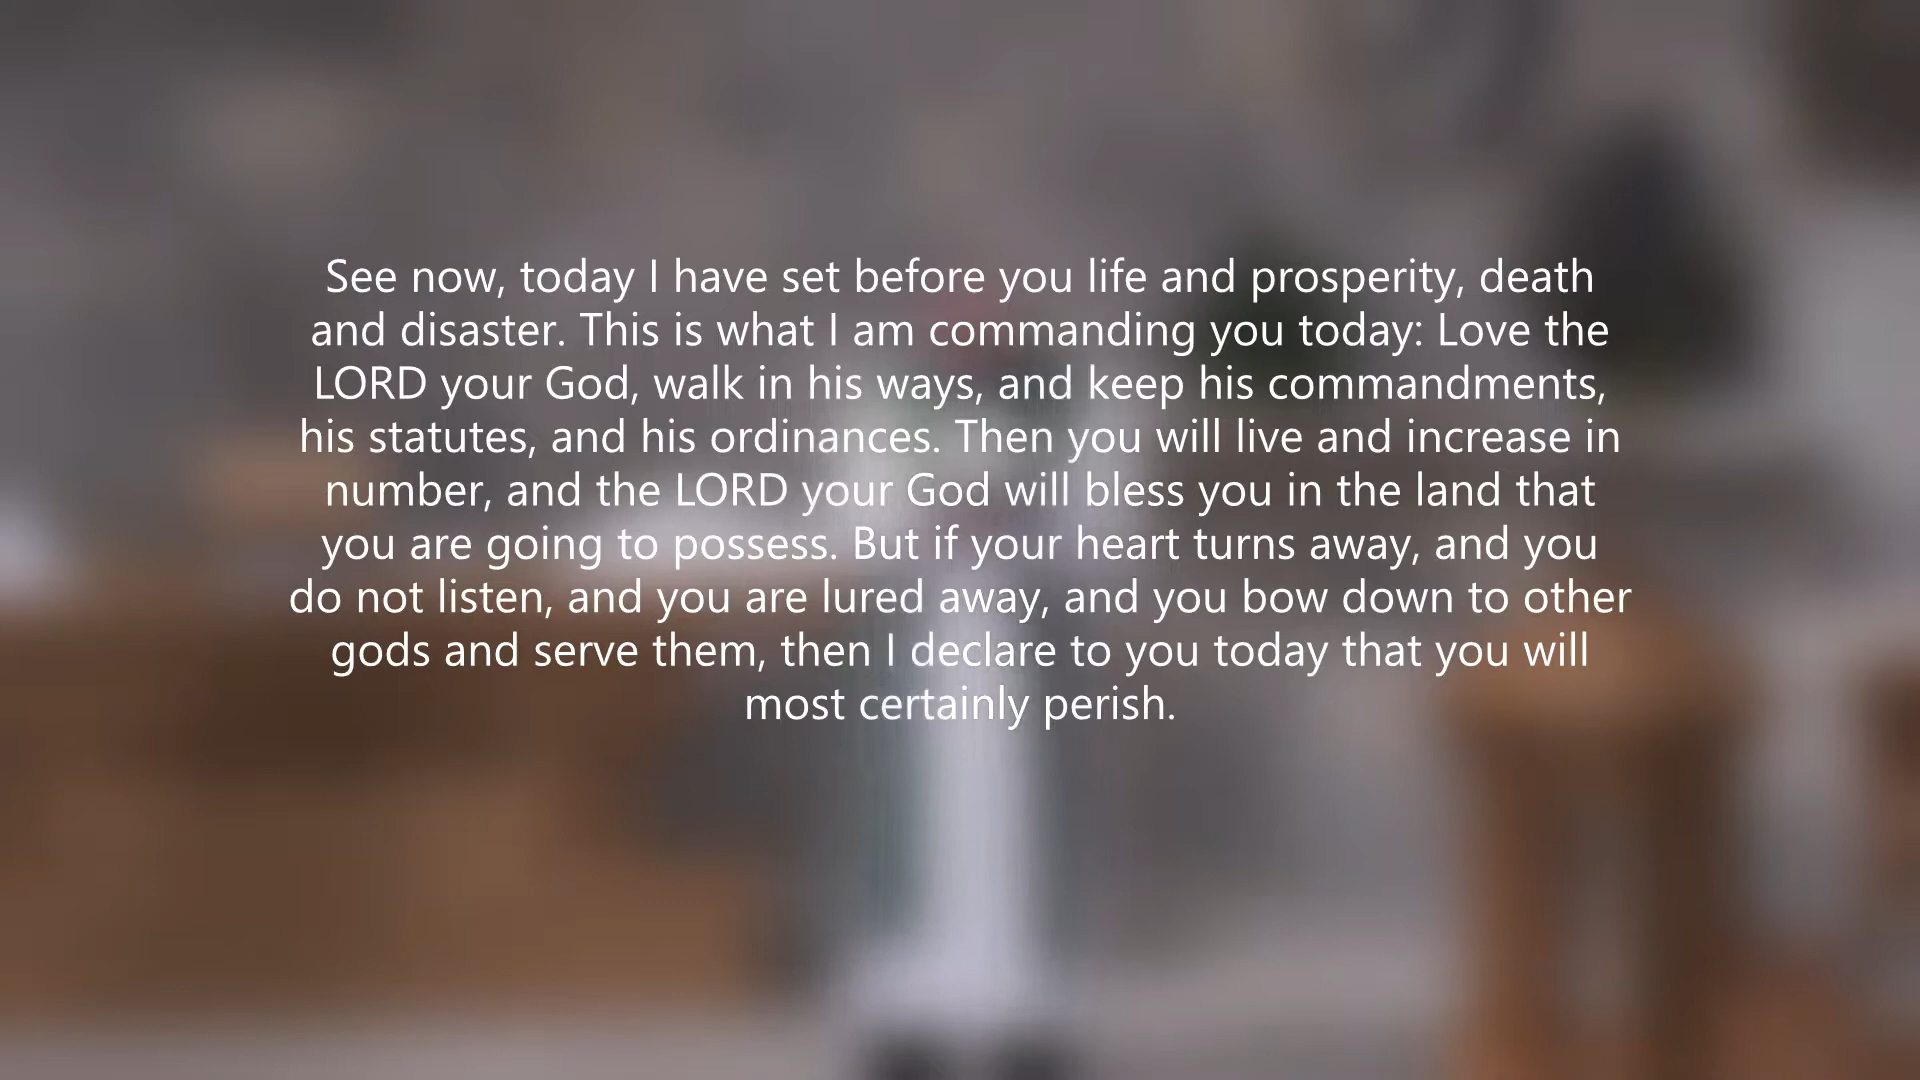 See now, today I have set before you life and prosperity, death
and disaster. This is what I am commanding you today: Love the
LORD your God, walk in his ways, and keep his commandments,
his statutes, and his ordinances. Then you will live and increase in
number, and the LORD your God will bless you in the land that
you are going to possess. But if your heart turns away, and you
do not listen, and you are lured away, and you bow down to other
gods and serve them, then I declare to you today that you will
most certainly perish.